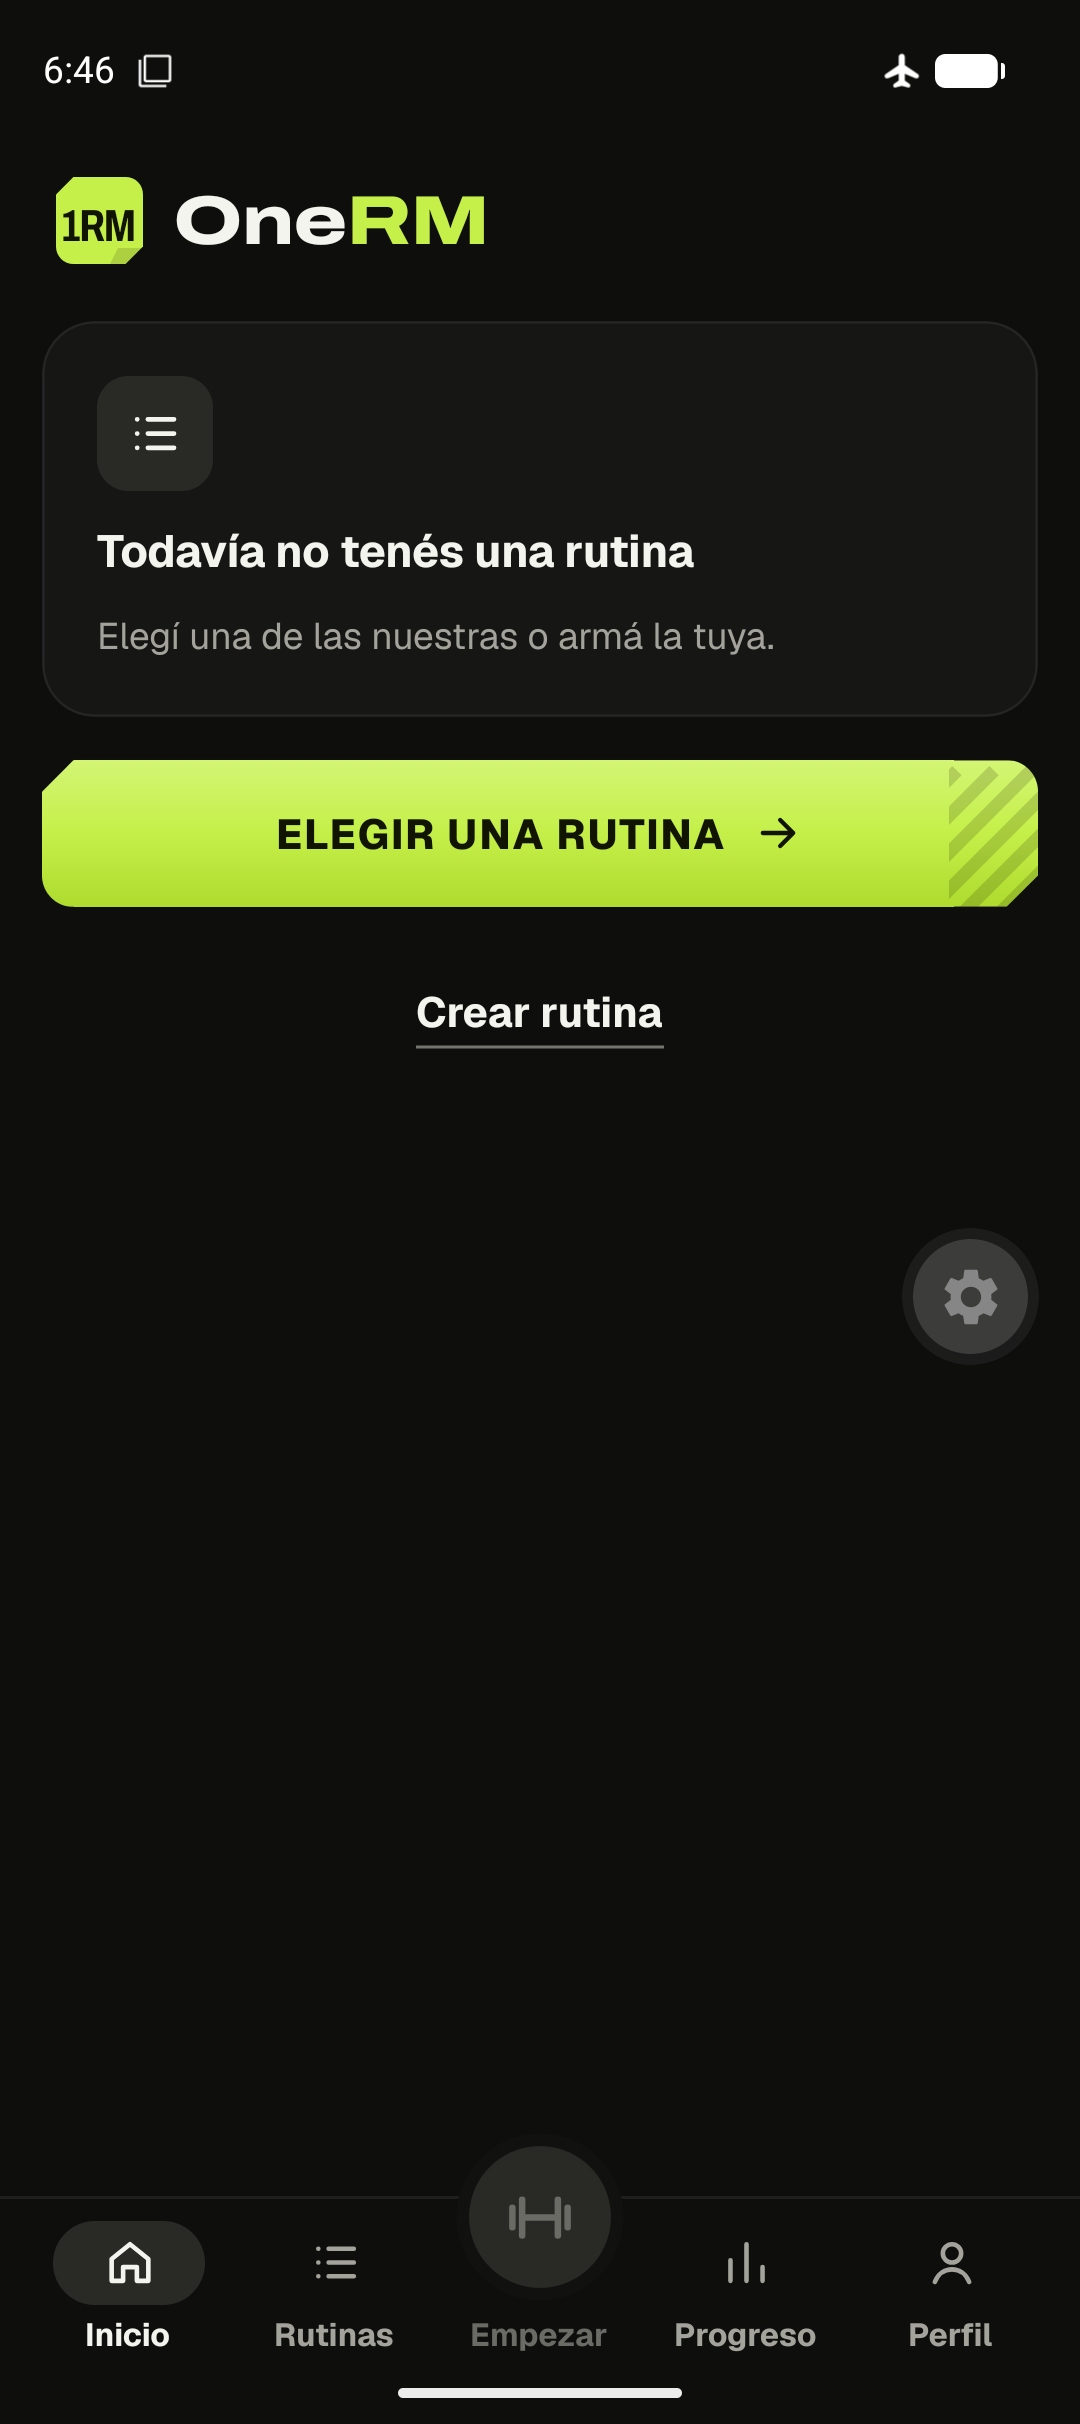 6:46
1RM OneRM
Todavía no tenés una rutina
Elegí una de las nuestras o armá la tuya.
ELEGIR UNA RUTINA
Crear rutina
Inicio Rutinas Empezar Progreso Perfil